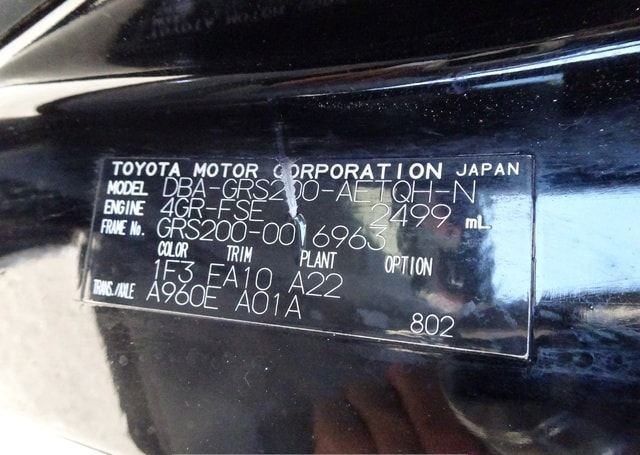 TOYOTA MOTOR CORPORATION JAPAN
MODEL DBA-GRS200-AETQH-N
ENGINE 4GR-FSE 2499 mL
FRAME No. GRS200-0016963
COLOR TRIM PLANT OPTION
1F3 EA10 A22
TRANS./AXLE A960E A01A
802